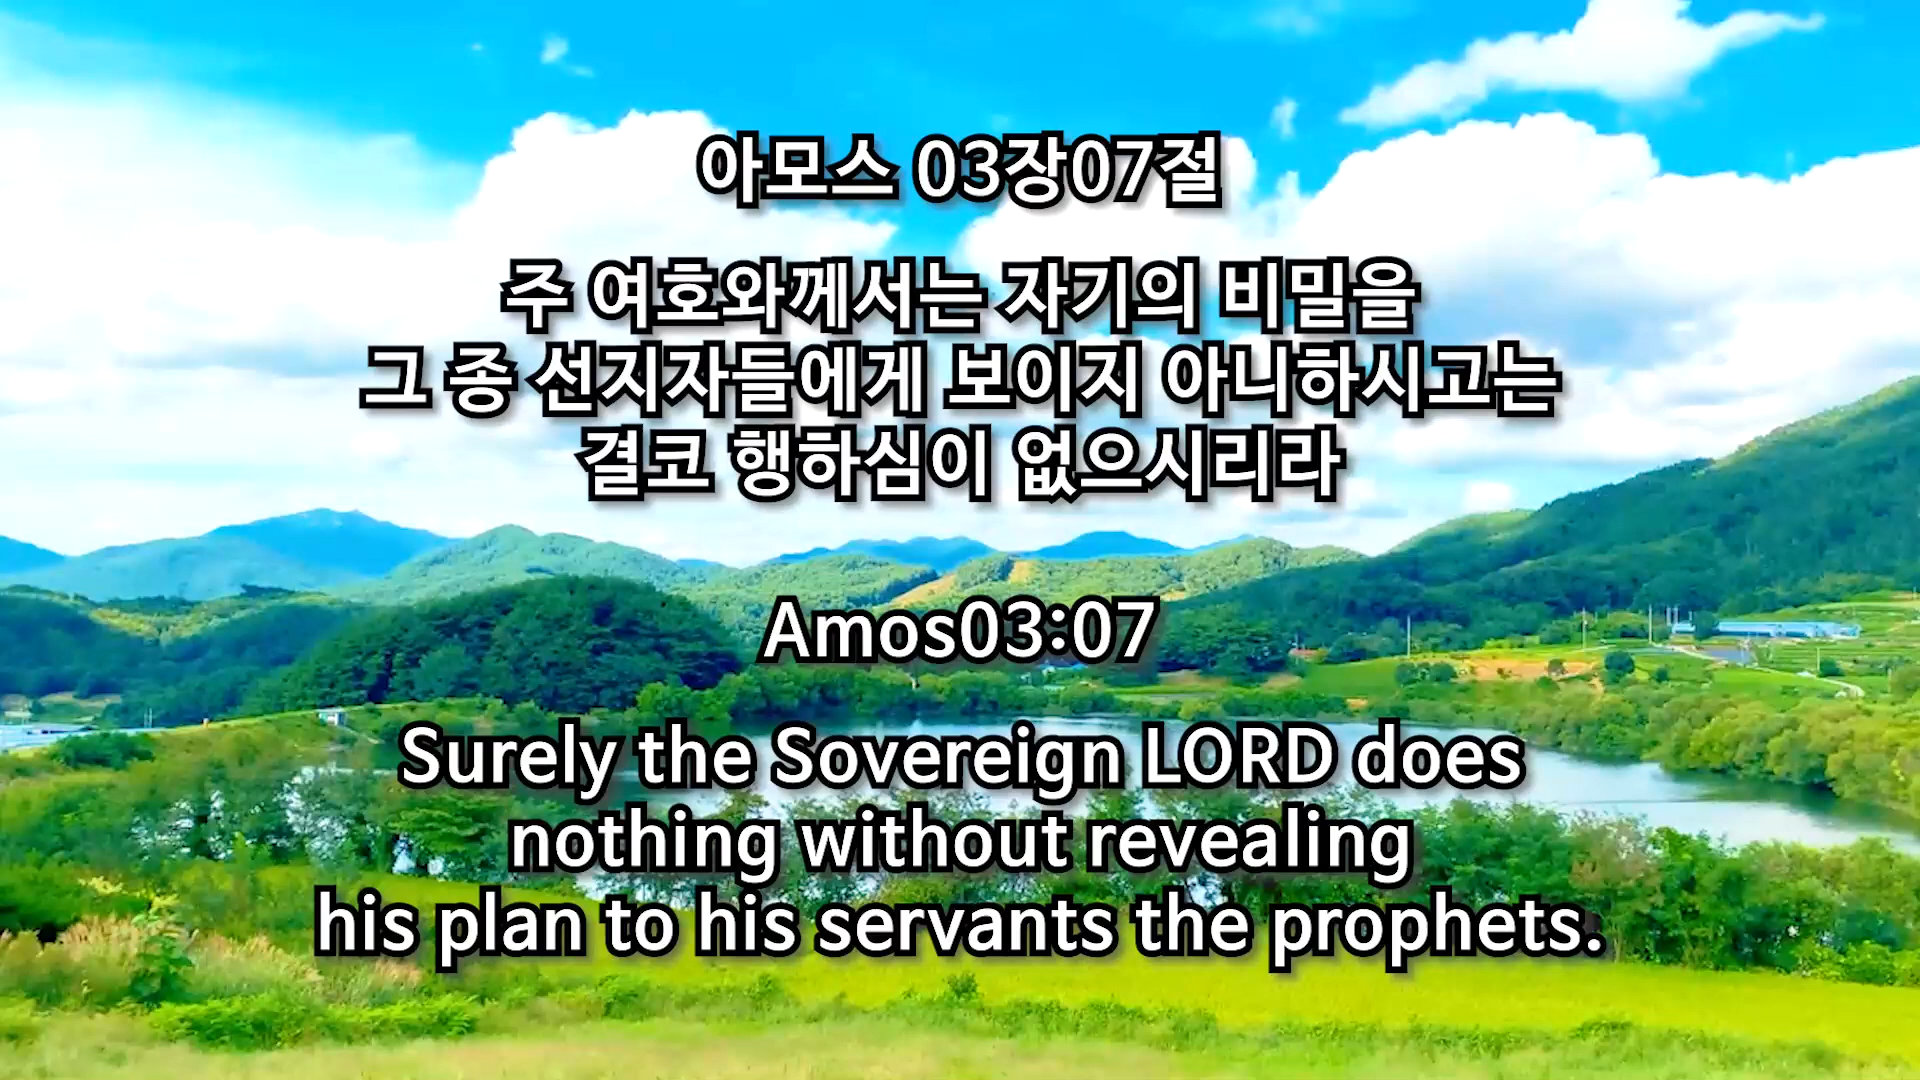 아모스 03장07절
주 여호와께서는 자기의 비밀을
그 종 선지자들에게 보이지 아니하시고는
결코 행하심이 없으시리라
Amos03:07
Surely the Sovereign LORD does
nothing without revealing
his plan to his servants the prophets.